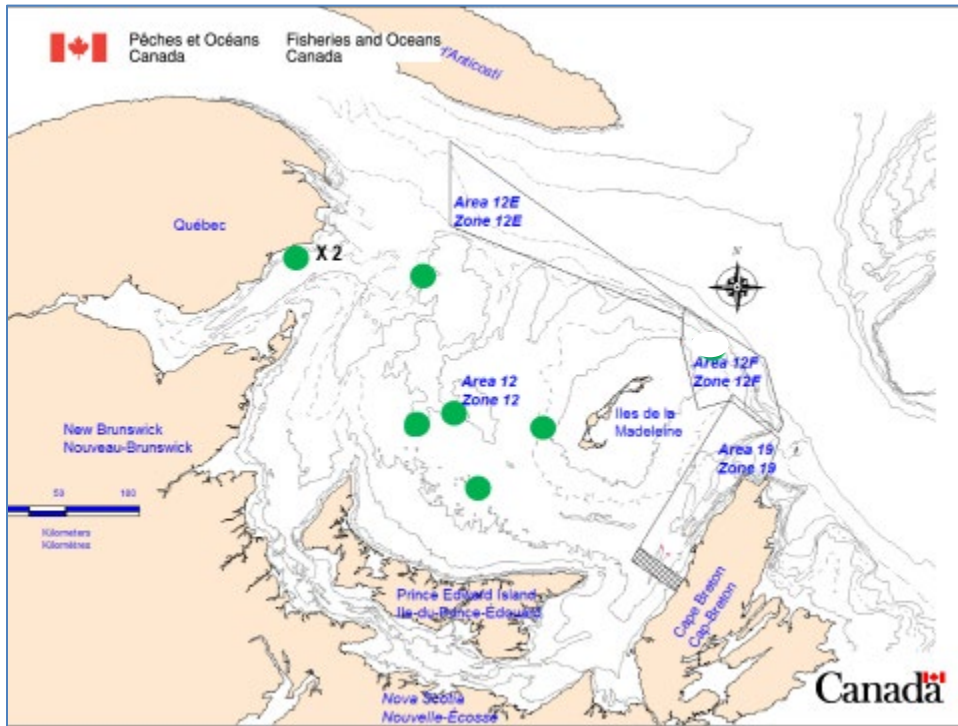 Pêches et Océans
Canada
Fisheries and Oceans
Canada
d'Anticosti
Area 12E
Zone 12E
Québec
X 2
N
Area 12F
Zone 12F
Area 12
Zone 12
Iles de la
Madeleine
New Brunswick
Nouveau-Brunswick
Area 19
Zone 19
50 100
Kilometers
Kilomètres
Prince Edward Island
Ile-du-Prince-Édouard
Cape Breton
Cap-Breton
Nova Scotia
Nouvelle-Écosse
Canada